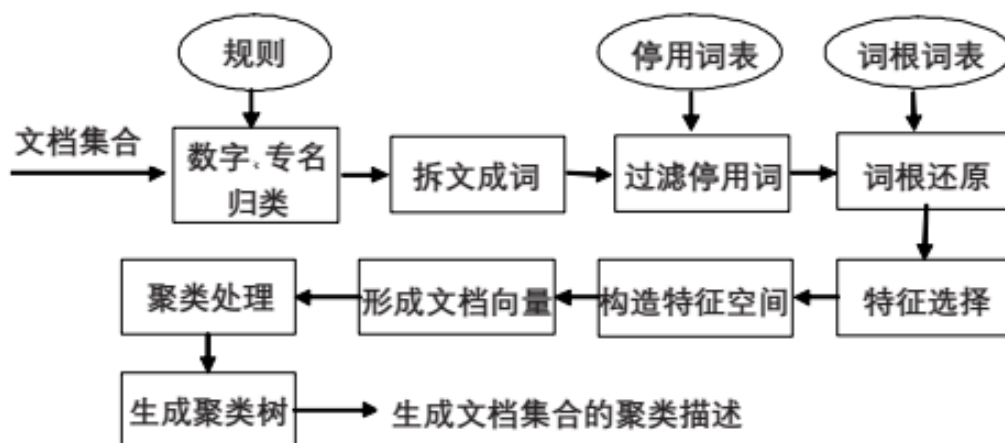 规则
停用词表
词根词表
文档集合
数字、专名
归类
拆文成词
过滤停用词
词根还原
聚类处理
形成文档向量
构造特征空间
特征选择
生成聚类树
生成文档集合的聚类描述